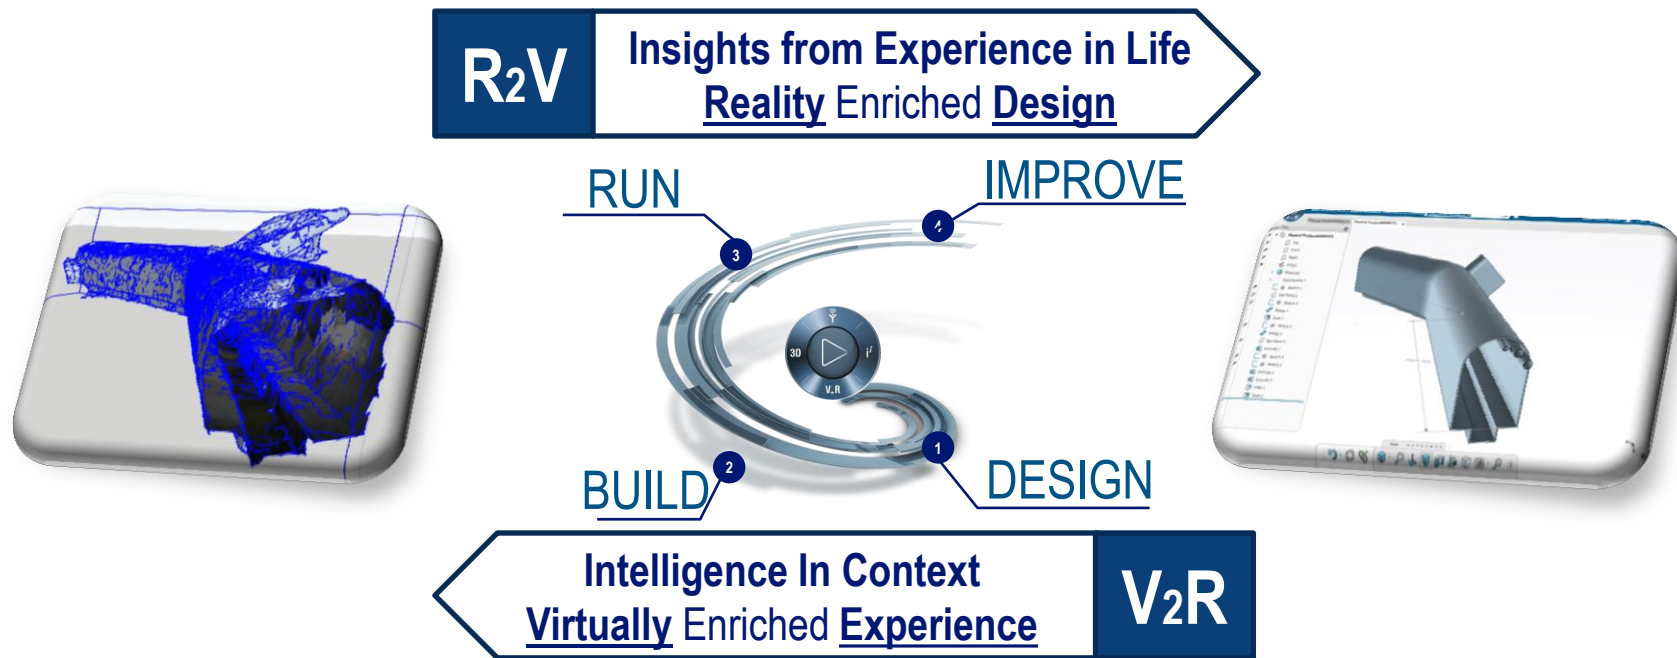 R2V
Insights from Experience in Life
Reality Enriched Design
RUN
IMPROVE
4
3
3D
i
V+R
1
2
BUILD
DESIGN
Intelligence In Context
Virtually Enriched Experience
V2R